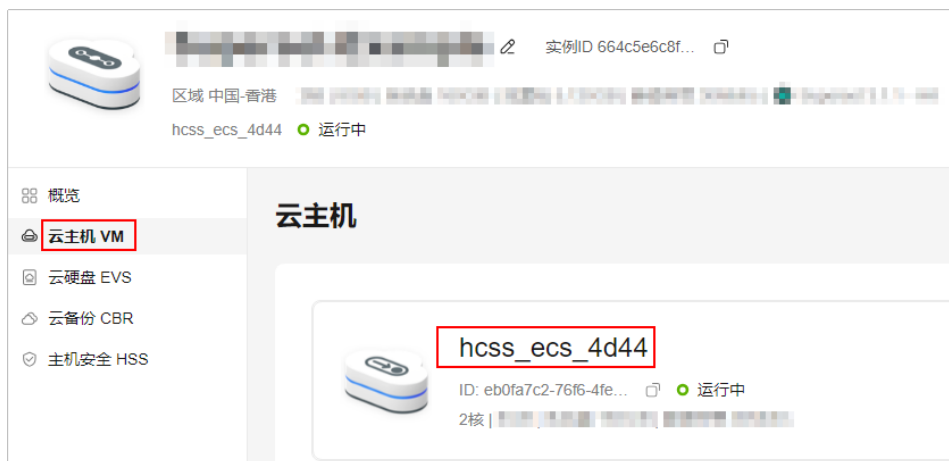 实例ID 664c5e6c8f...
区域 中国-香港
hcss_ecs_4d44 运行中
概览
云主机 VM
云硬盘 EVS
云备份 CBR
主机安全 HSS
云主机
hcss_ecs_4d44
ID: eb0fa7c2-76f6-4fe... 运行中
2核 |